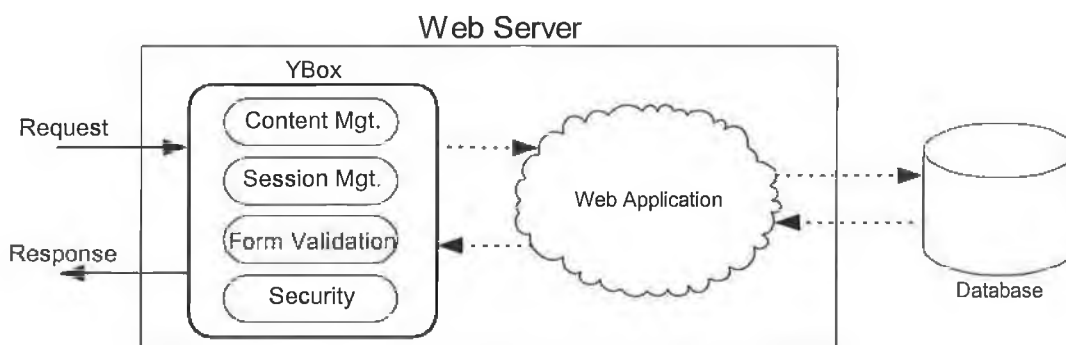 Web Server
YBox
Content Mgt.
Request
Session Mgt.
Web Application
Form Validation
Response
Security
Database